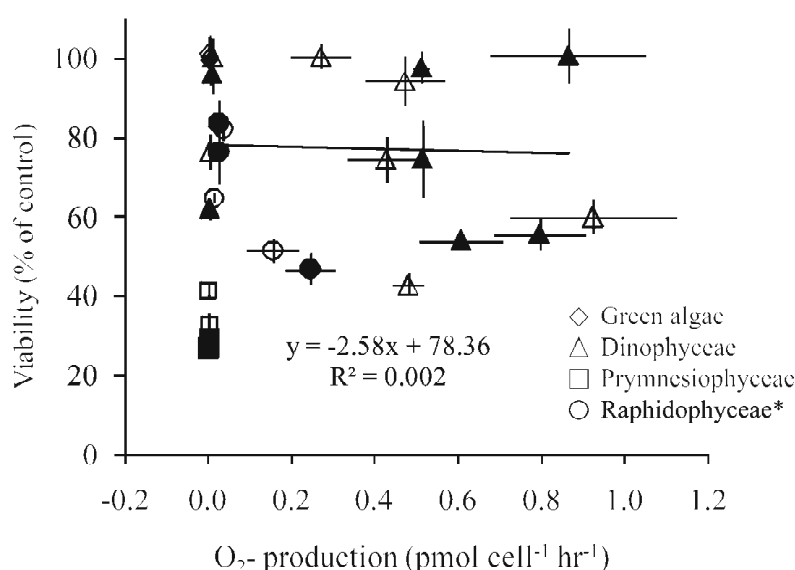 Viability (% of control)
100
80
60
40
20
0
y = -2.58x + 78.36
R² = 0.002
Green algae
Dinophyceae
Prymnesiophyceae
Raphidophyceae*
-0.2 0.0 0.2 0.4 0.6 0.8 1.0 1.2
O₂- production (pmol cell⁻¹ hr⁻¹)